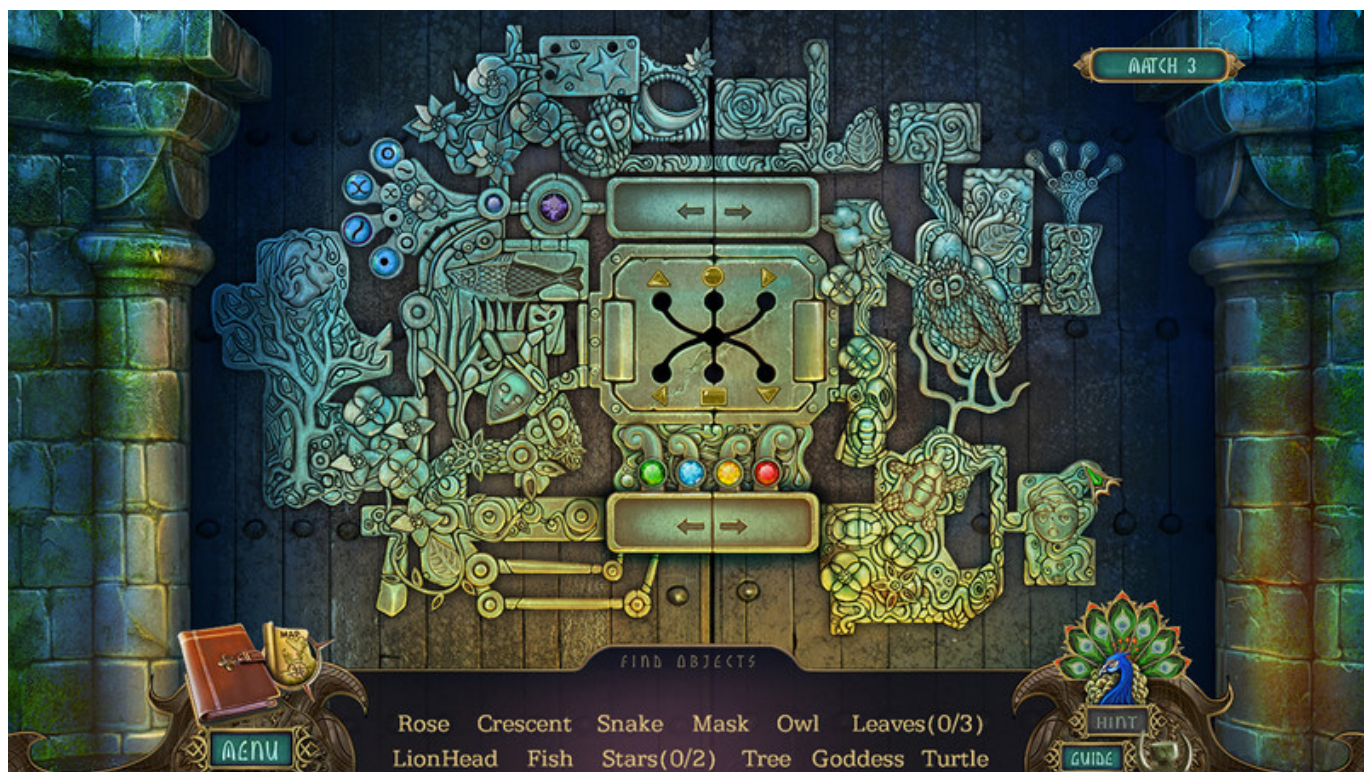 MATCH 3
MAP
FIND OBJECTS
Rose Crescent Snake Mask Owl Leaves(0/3)
LionHead Fish Stars(0/2) Tree Goddess Turtle
MENU
HINT
GUIDE